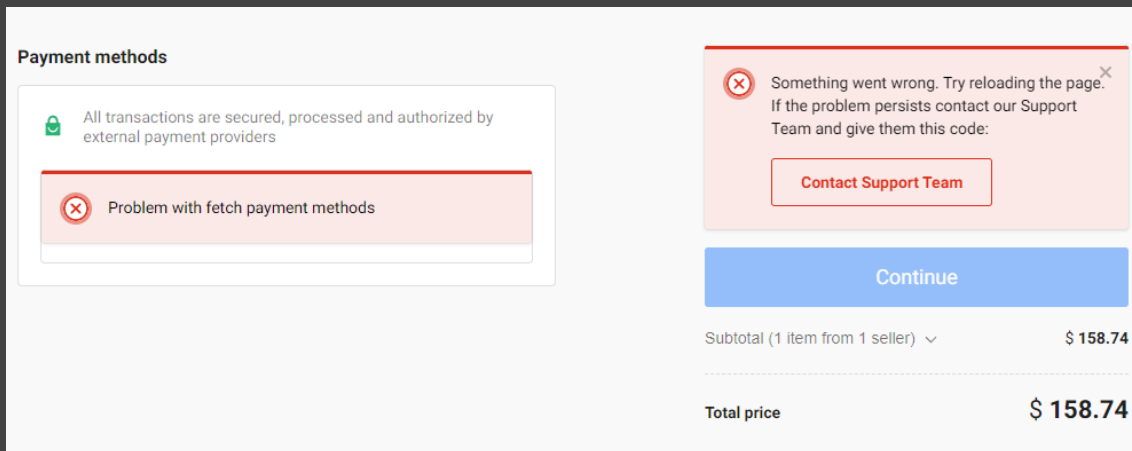 Payment methods
All transactions are secured, processed and authorized by
external payment providers
Problem with fetch payment methods
Something went wrong. Try reloading the page.
If the problem persists contact our Support
Team and give them this code:
Contact Support Team
Continue
Subtotal (1 item from 1 seller)
$ 158.74
Total price
$ 158.74